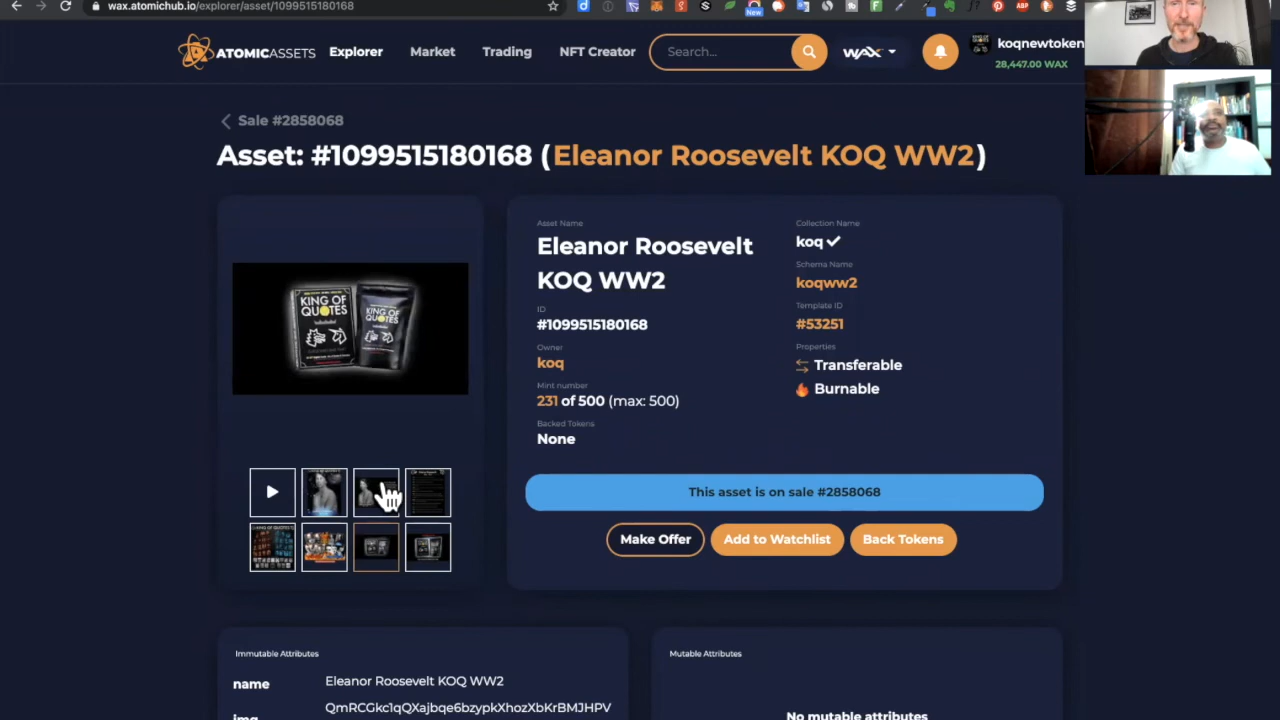 wax.atomichub.io/explorer/asset/1099515180168
New
ABP
ATOMICASSETS
Explorer
Market
Trading
NFT Creator
Search...
WAX
koqnewtoken
28,447.00 WAX
Sale #2858068
Asset: #1099515180168 (Eleanor Roosevelt KOQ WW2)
KING OF
QUOTES
KING OF
QUOTES
Asset Name
Eleanor Roosevelt
KOQ WW2
ID
#1099515180168
Owner
koq
Mint number
231 of 500 (max: 500)
Backed Tokens
None
Collection Name
koq
Schema Name
koqww2
Template ID
#53251
Properties
Transferable
Burnable
This asset is on sale #2858068
Make Offer
Add to Watchlist
Back Tokens
Immutable Attributes
name
Eleanor Roosevelt KOQ WW2
img
QmRCGkc1qQXajbqe6bzypkXhozXbKrBMJHPV
Mutable Attributes
No mutable attributes